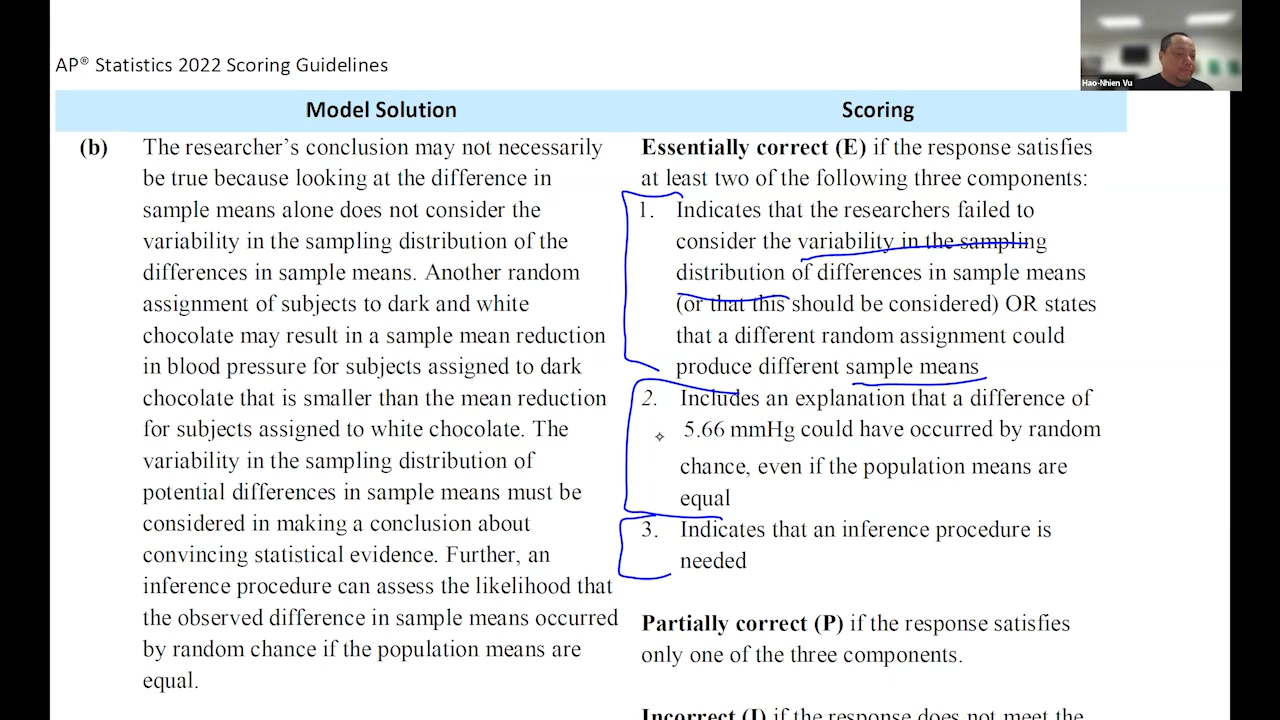 AP® Statistics 2022 Scoring Guidelines
Hao-Nhien Vu
Model Solution
Scoring
(b) The researcher’s conclusion may not necessarily
be true because looking at the difference in
sample means alone does not consider the
variability in the sampling distribution of the
differences in sample means. Another random
assignment of subjects to dark and white
chocolate may result in a sample mean reduction
in blood pressure for subjects assigned to dark
chocolate that is smaller than the mean reduction
for subjects assigned to white chocolate. The
variability in the sampling distribution of
potential differences in sample means must be
considered in making a conclusion about
convincing statistical evidence. Further, an
inference procedure can assess the likelihood that
the observed difference in sample means occurred
by random chance if the population means are
equal.
Essentially correct (E) if the response satisfies
at least two of the following three components:
1. Indicates that the researchers failed to
consider the variability in the sampling
distribution of differences in sample means
(or that this should be considered) OR states
that a different random assignment could
produce different sample means
2. Includes an explanation that a difference of
5.66 mmHg could have occurred by random
chance, even if the population means are
equal
3. Indicates that an inference procedure is
needed
Partially correct (P) if the response satisfies
only one of the three components.
Incorrect (I) if the response does not meet the